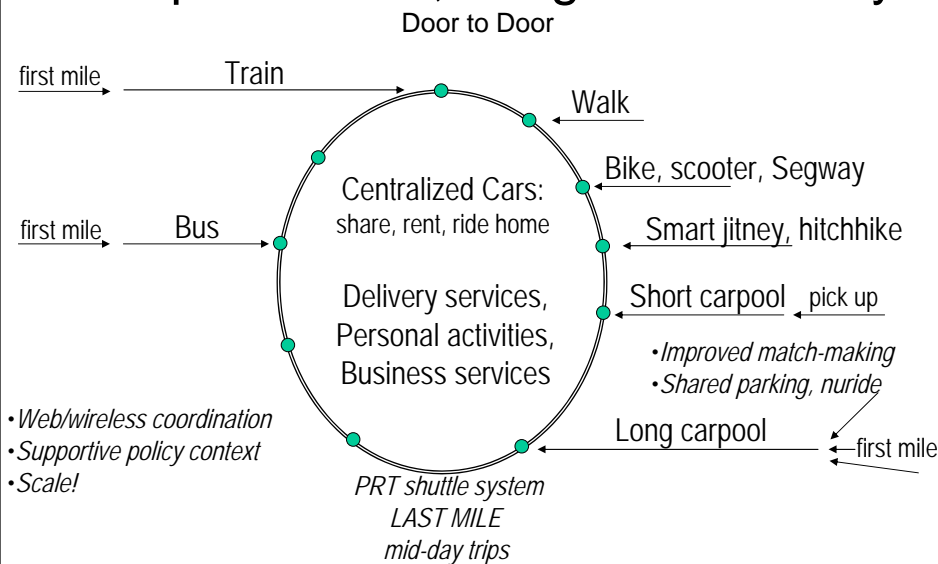 Door to Door
first mile
Train
Walk
Bike, scooter, Segway
Centralized Cars:
share, rent, ride home
first mile
Bus
Smart jitney, hitchhike
Delivery services,
Personal activities,
Business services
Short carpool
pick up
•Improved match-making
•Shared parking, nuride
•Web/wireless coordination
•Supportive policy context
•Scale!
Long carpool
first mile
PRT shuttle system
LAST MILE
mid-day trips